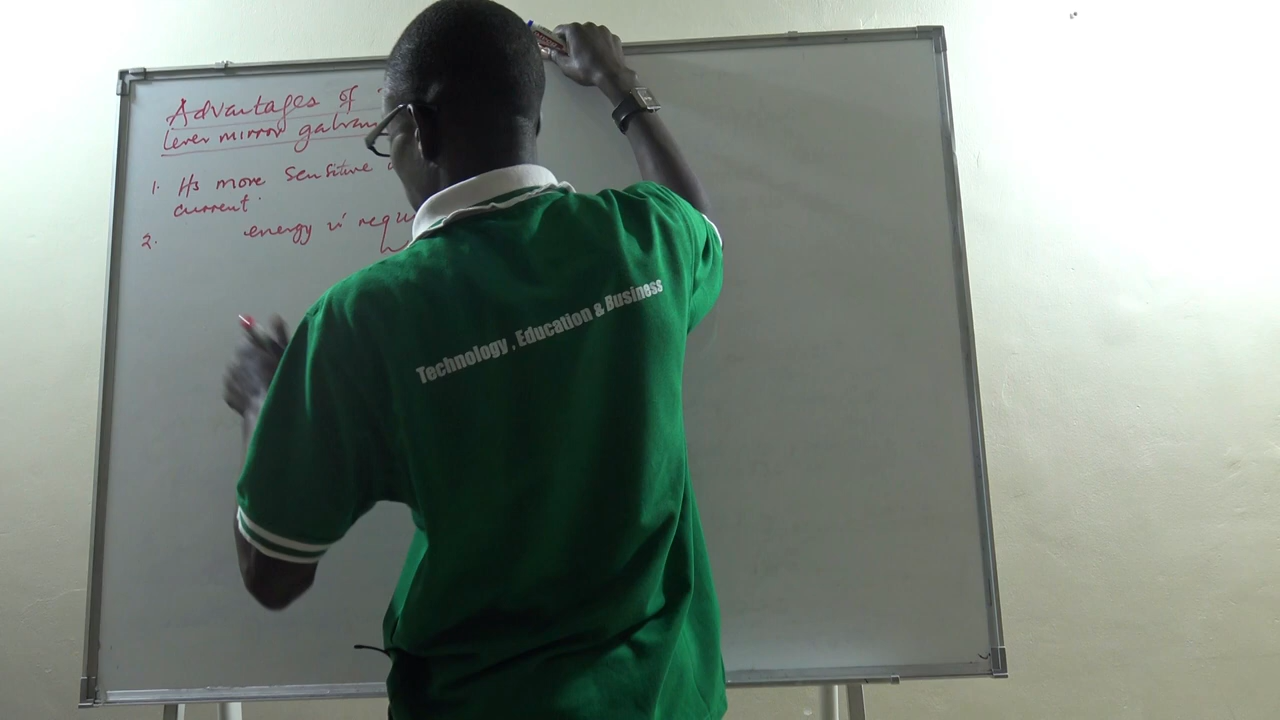 Advantages of
lever mirror galvan
1. Its more sensitive
current.
2. energy is requ
Technology , Education & Business